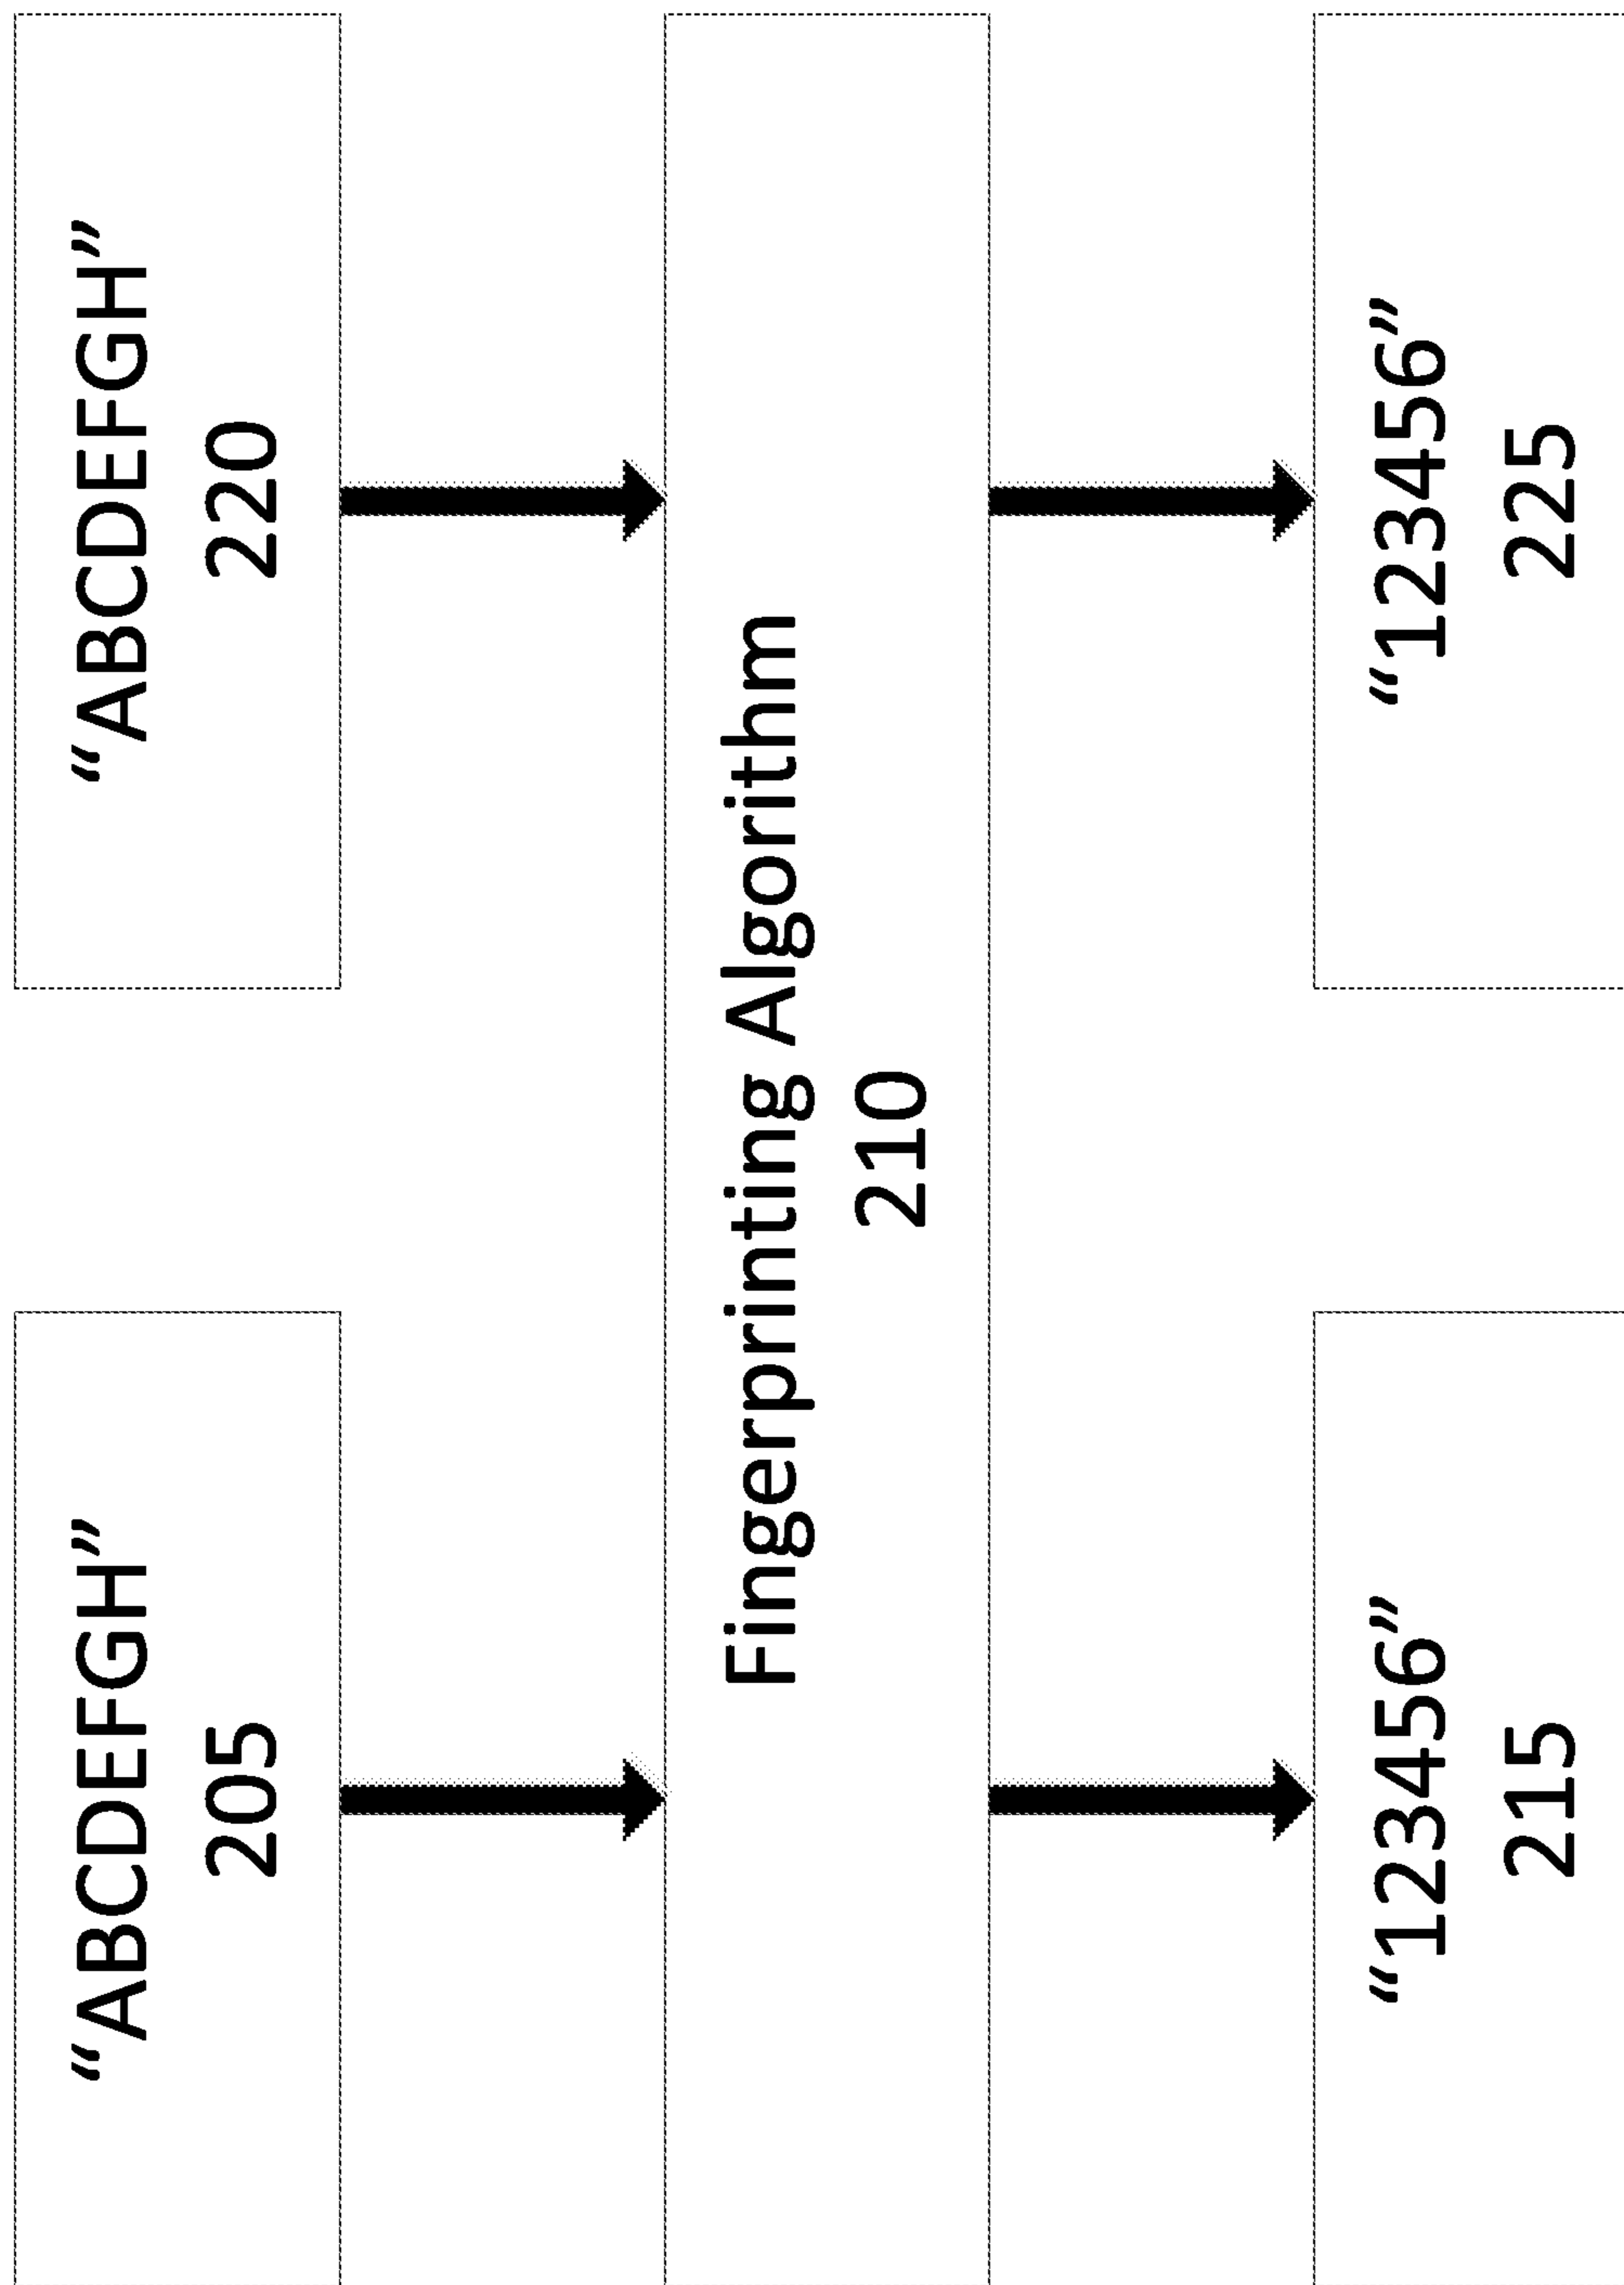 “ABCDEFGH”
205
“ABCDEFGH”
220
Fingerprinting Algorithm
210
“123456”
215
“123456”
225